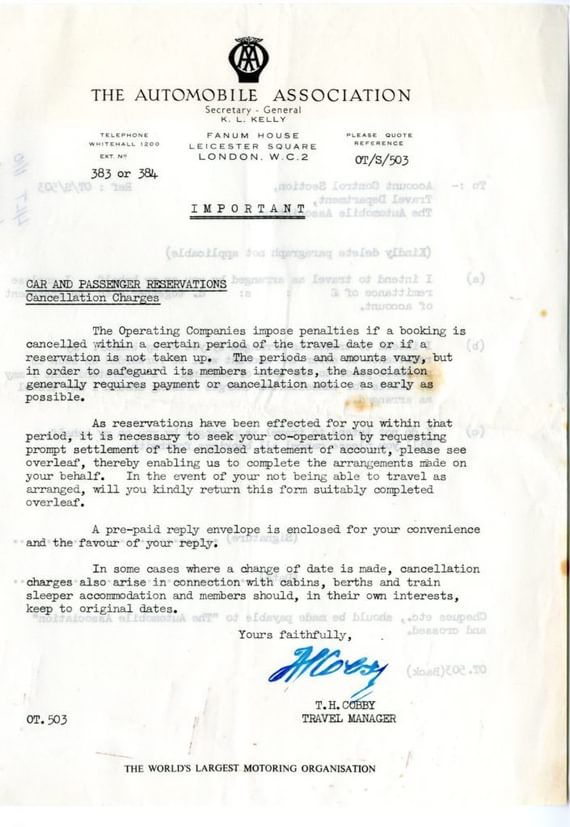 AA
THE AUTOMOBILE ASSOCIATION
Secretary - General
K. L. KELLY
TELEPHONE
WHITEHALL 1200
EXT. Nº
383 or 384
FANUM HOUSE
LEICESTER SQUARE
LONDON, W.C.2
PLEASE QUOTE
REFERENCE
OT/S/503
IMPORTANT
CAR AND PASSENGER RESERVATIONS
Cancellation Charges
The Operating Companies impose penalties if a booking is
cancelled within a certain period of the travel date or if a
reservation is not taken up. The periods and amounts vary, but
in order to safeguard its members interests, the Association
generally requires payment or cancellation notice as early as
possible.
As reservations have been effected for you within that
period, it is necessary to seek your co-operation by requesting
prompt settlement of the enclosed statement of account, please see
overleaf, thereby enabling us to complete the arrangements made on
your behalf. In the event of your not being able to travel as
arranged, will you kindly return this form suitably completed
overleaf.
A pre-paid reply envelope is enclosed for your convenience
and the favour of your reply.
In some cases where a change of date is made, cancellation
charges also arise in connection with cabins, berths and train
sleeper accommodation and members should, in their own interests,
keep to original dates.
Yours faithfully,
T.H. COBBY
TRAVEL MANAGER
OT. 503
THE WORLD'S LARGEST MOTORING ORGANISATION